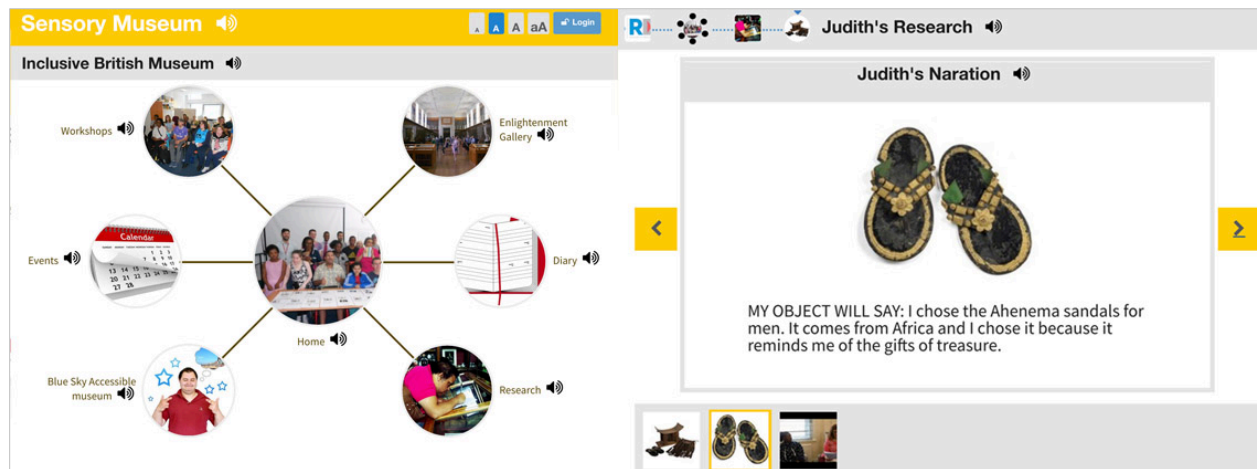 Sensory Museum
A A A aA Login
Inclusive British Museum
Workshops
Enlightenment
Gallery
Calendar
Events
Diary
Home
Blue Sky Accessible
museum
Research
R
Judith's Research
Judith's Naration
MY OBJECT WILL SAY: I chose the Ahenema sandals for
men. It comes from Africa and I chose it because it
reminds me of the gifts of treasure.